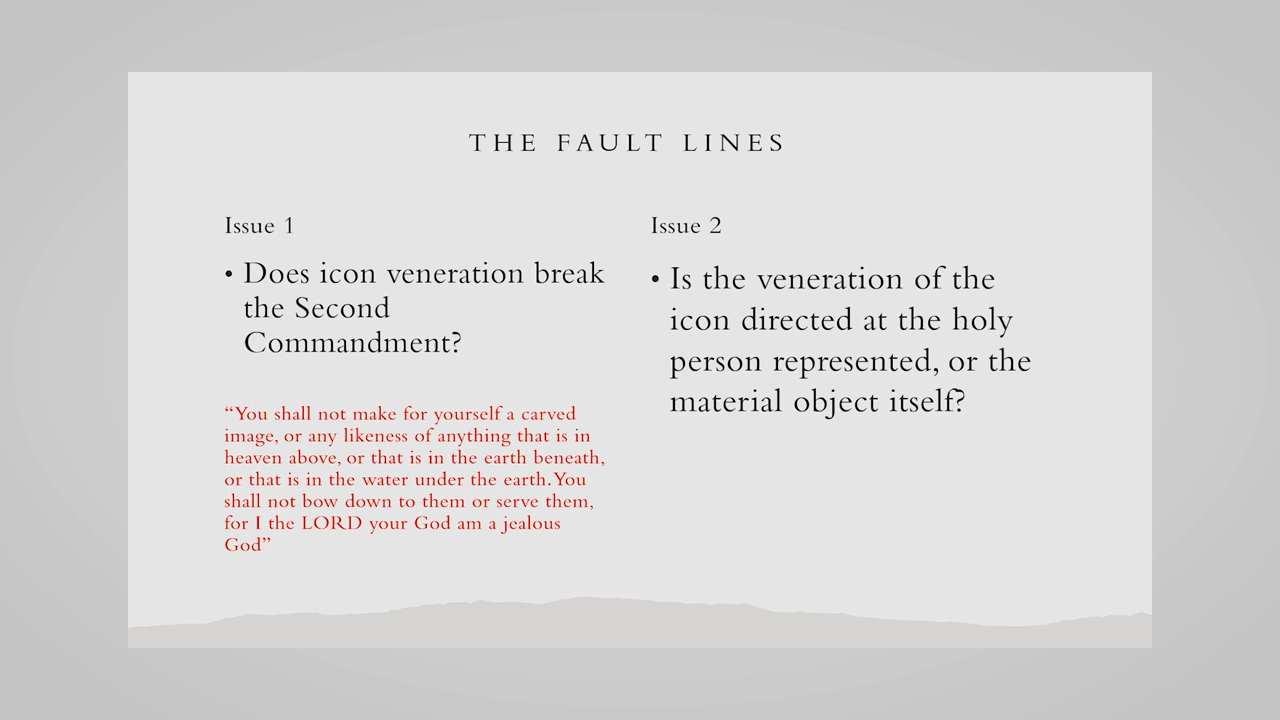 THE FAULT LINES
Issue 1
• Does icon veneration break
the Second
Commandment?
“You shall not make for yourself a carved
image, or any likeness of anything that is in
heaven above, or that is in the earth beneath,
or that is in the water under the earth. You
shall not bow down to them or serve them,
for I the LORD your God am a jealous
God”
Issue 2
• Is the veneration of the
icon directed at the holy
person represented, or the
material object itself?